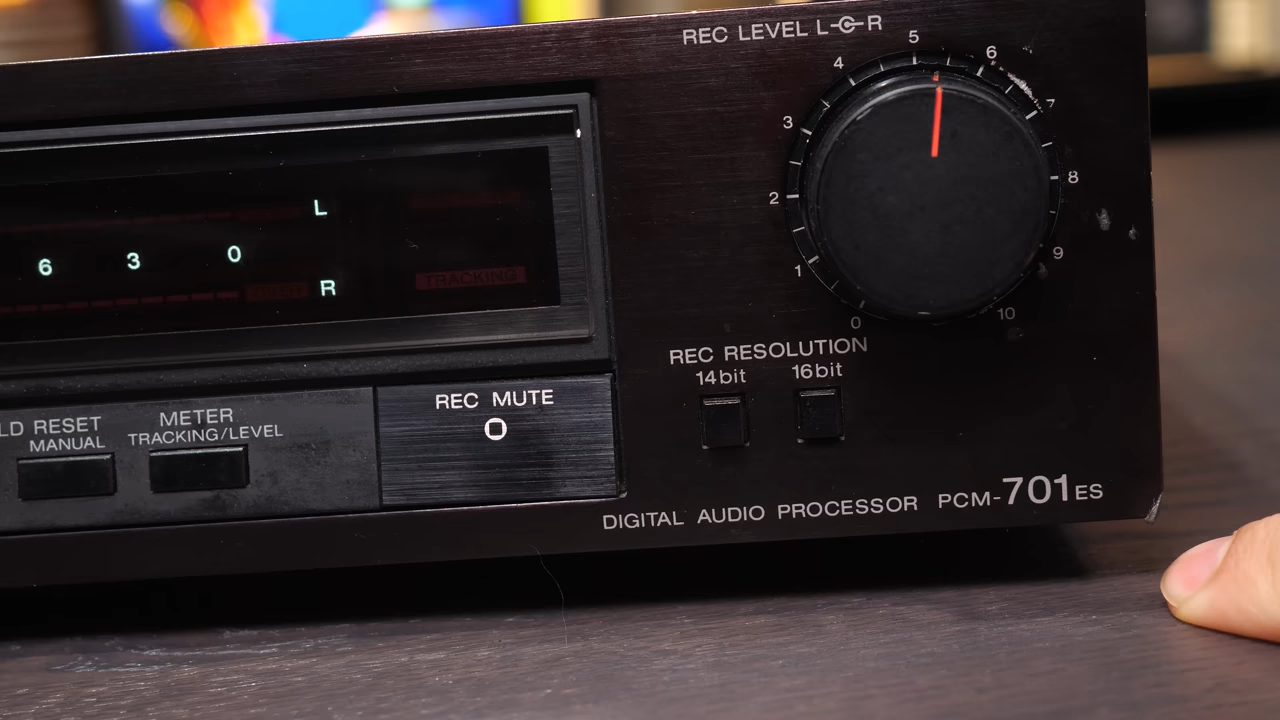 REC LEVEL L R
0 1 2 3 4 5 6 7 8 9 10
L
6 3 0
R
OVER
TRACKING
REC RESOLUTION
14bit 16bit
REC MUTE
LD RESET
MANUAL
METER
TRACKING/LEVEL
DIGITAL AUDIO PROCESSOR PCM-701ES